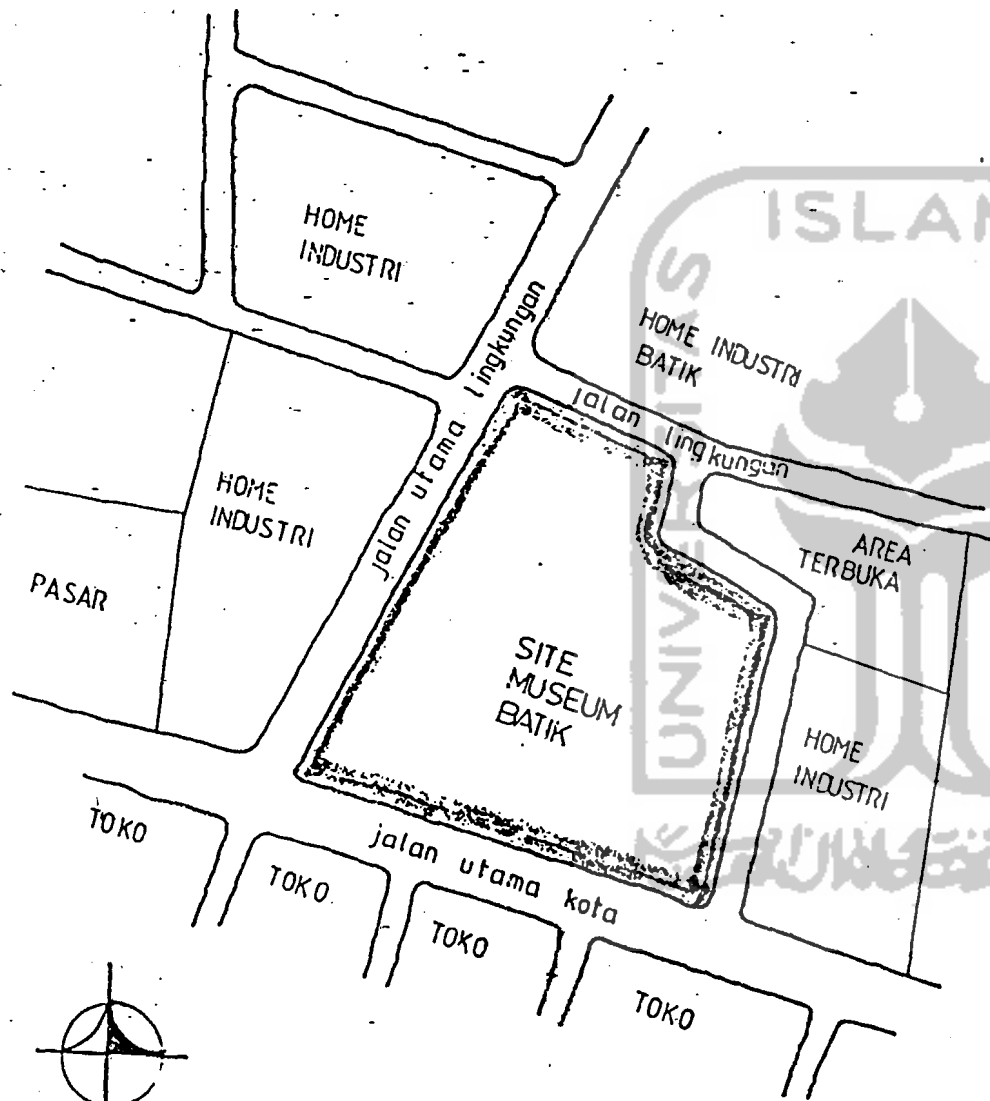 HOME
INDUSTRI
ISLAM
UNIVERSITAS
HOME INDUSTRI
BATIK
jalan utama lingkungan
jalan lingkungan
HOME
INDUSTRI
AREA
TERBUKA
PASAR
SITE
MUSEUM
BATIK
HOME
INDUSTRI
TOKO
jalan utama kota
TOKO
TOKO
TOKO